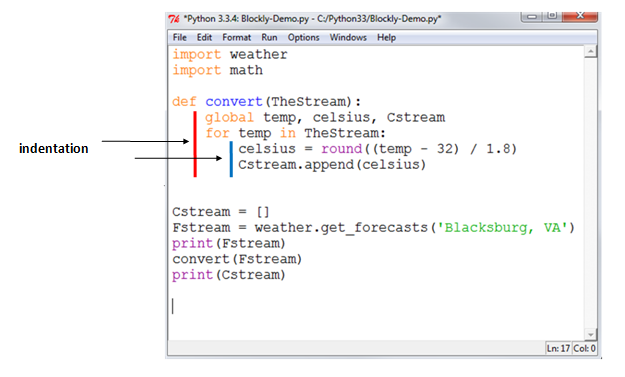 *Python 3.3.4: Blockly-Demo.py - C:/Python33/Blockly-Demo.py*
File Edit Format Run Options Windows Help
import weather
import math
def convert(TheStream):
    global temp, celsius, Cstream
    for temp in TheStream:
        celsius = round((temp - 32) / 1.8)
        Cstream.append(celsius)
indentation
Cstream = []
Fstream = weather.get_forecasts('Blacksburg, VA')
print(Fstream)
convert(Fstream)
print(Cstream)
Ln: 17 Col: 0